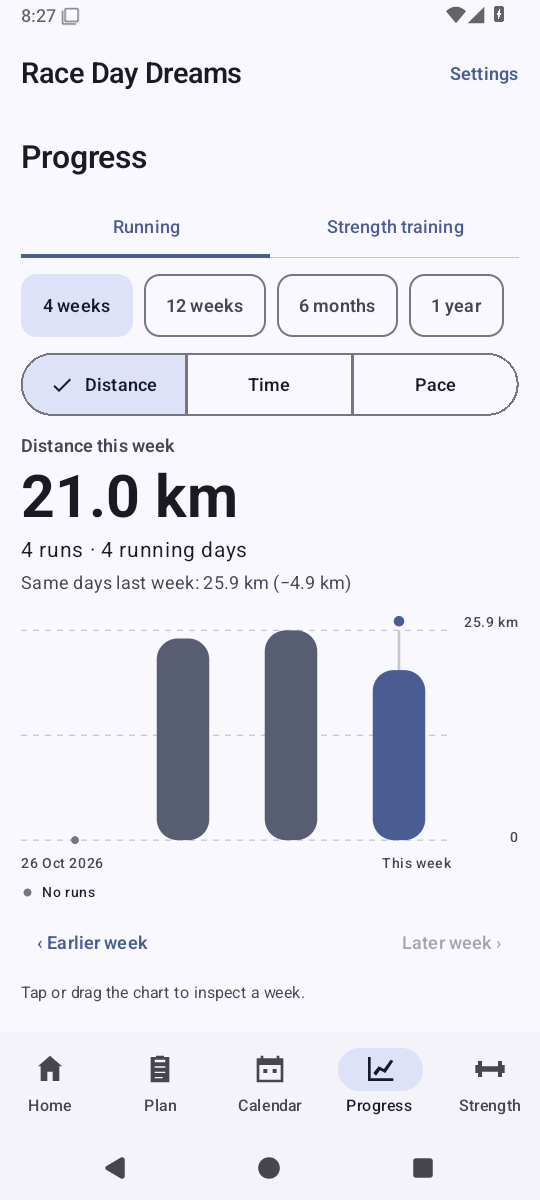 8:27
Race Day Dreams
Settings
Progress
Running
Strength training
4 weeks
12 weeks
6 months
1 year
Distance
Time
Pace
Distance this week
21.0 km
4 runs · 4 running days
Same days last week: 25.9 km (−4.9 km)
25.9 km
0
26 Oct 2026
This week
No runs
‹ Earlier week
Later week ›
Tap or drag the chart to inspect a week.
Home
Plan
Calendar
Progress
Strength